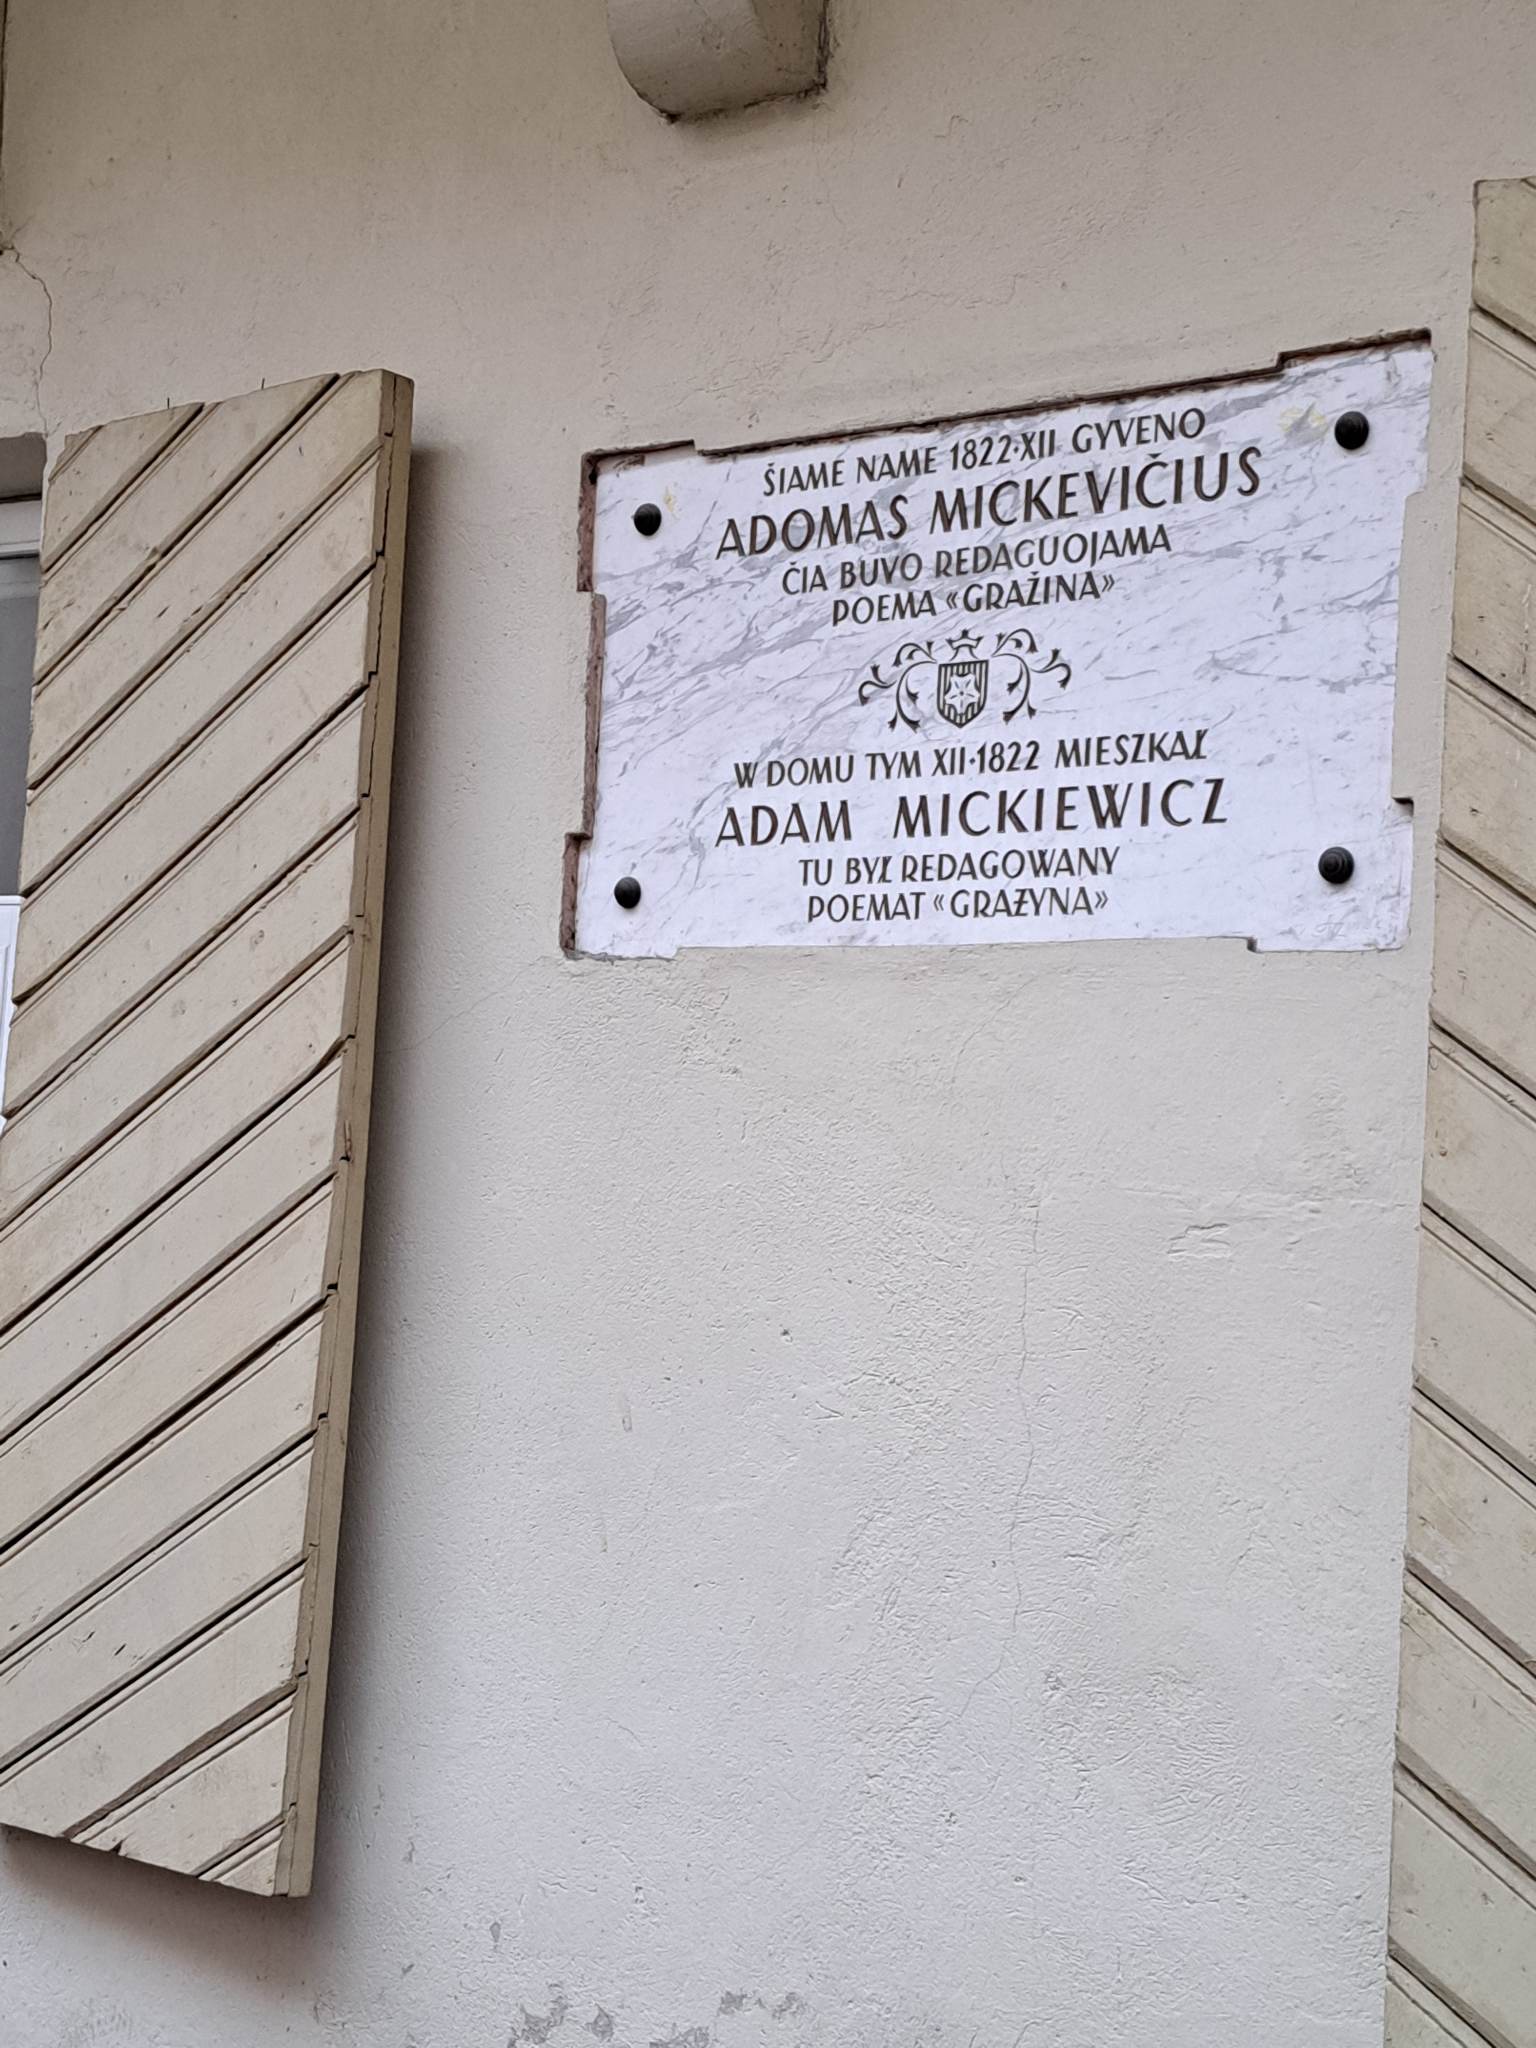 ŠIAME NAME 1822·XII GYVENO
ADOMAS MICKEVIČIUS
ČIA BUVO REDAGUOJAMA
POEMA «GRAŽINA»
W DOMU TYM XII·1822 MIESZKAŁ
ADAM MICKIEWICZ
TU BYŁ REDAGOWANY
POEMAT «GRAŻYNA»